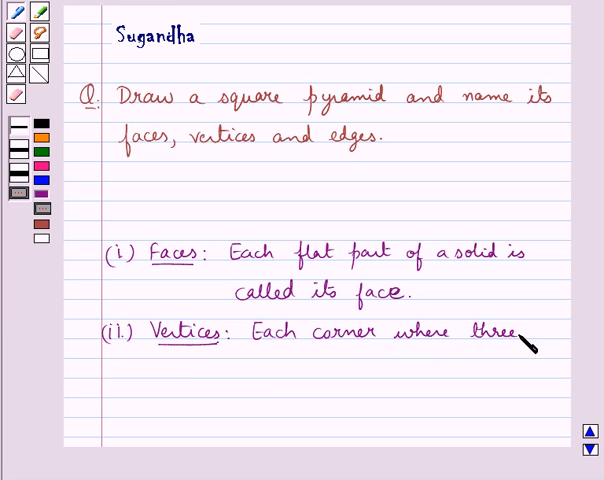 Sugandha
Q. Draw a square pyramid and name its
faces, vertices and edges.
(i) Faces: Each flat part of a solid is
called its face.
(ii.) Vertices: Each corner where three